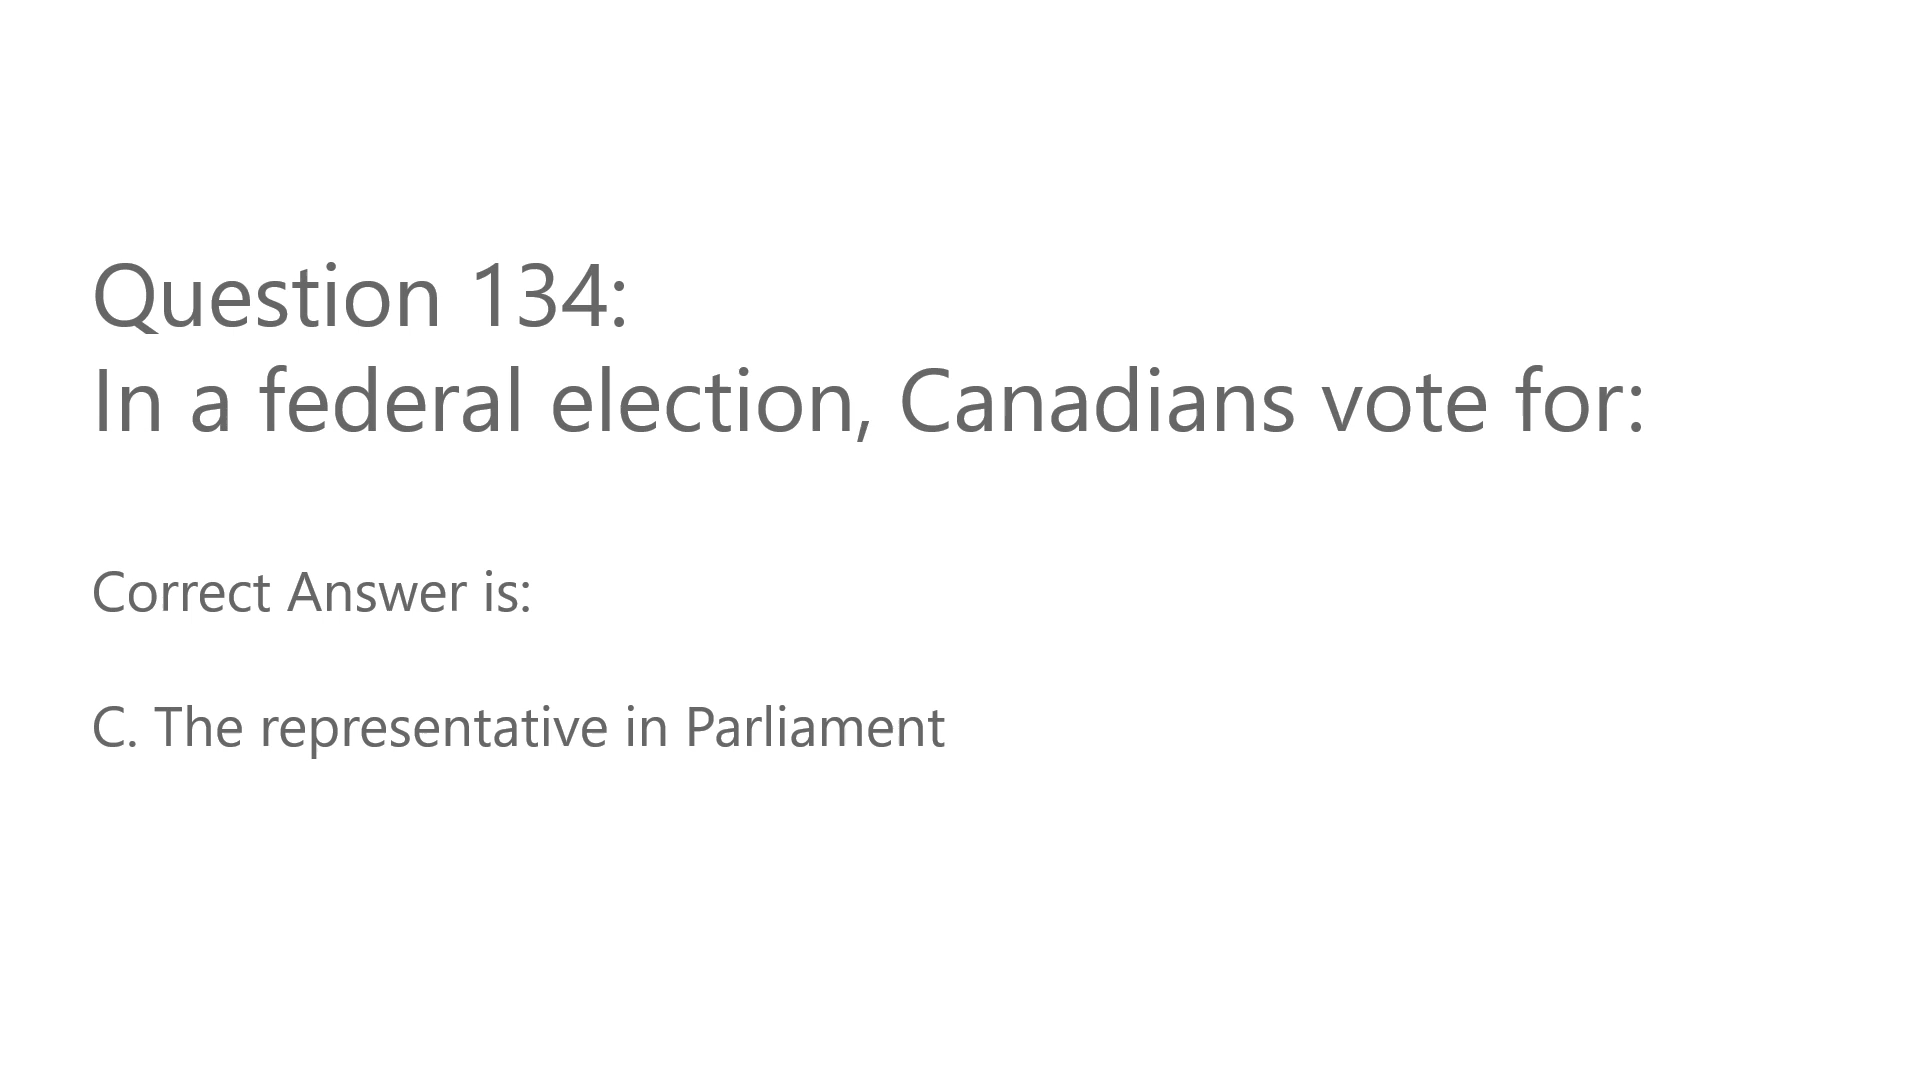 Question 134:
In a federal election, Canadians vote for:
Correct Answer is:
C. The representative in Parliament